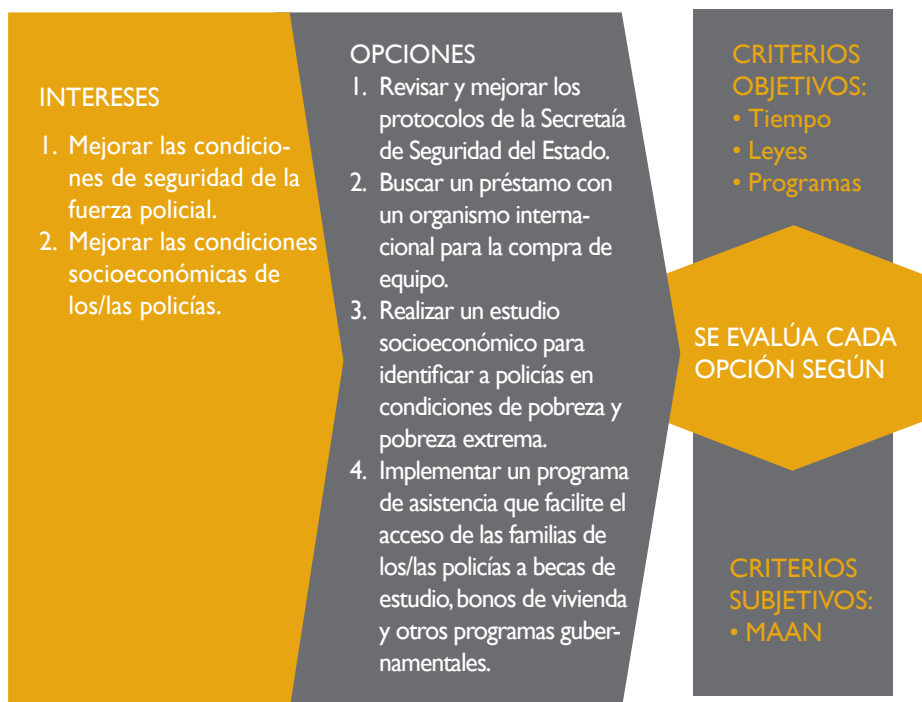 INTERESES
1. Mejorar las condicio-
nes de seguridad de la
fuerza policial.
2. Mejorar las condiciones
socioeconómicas de
los/las policías.
OPCIONES
1. Revisar y mejorar los
protocolos de la Secretaía
de Seguridad del Estado.
2. Buscar un préstamo con
un organismo interna-
cional para la compra de
equipo.
3. Realizar un estudio
socioeconómico para
identificar a policías en
condiciones de pobreza y
pobreza extrema.
4. Implementar un programa
de asistencia que facilite el
acceso de las familias de
los/las policías a becas de
estudio, bonos de vivienda
y otros programas guber-
namentales.
CRITERIOS
OBJETIVOS:
• Tiempo
• Leyes
• Programas
SE EVALÚA CADA
OPCIÓN SEGÚN
CRITERIOS
SUBJETIVOS:
• MAAN